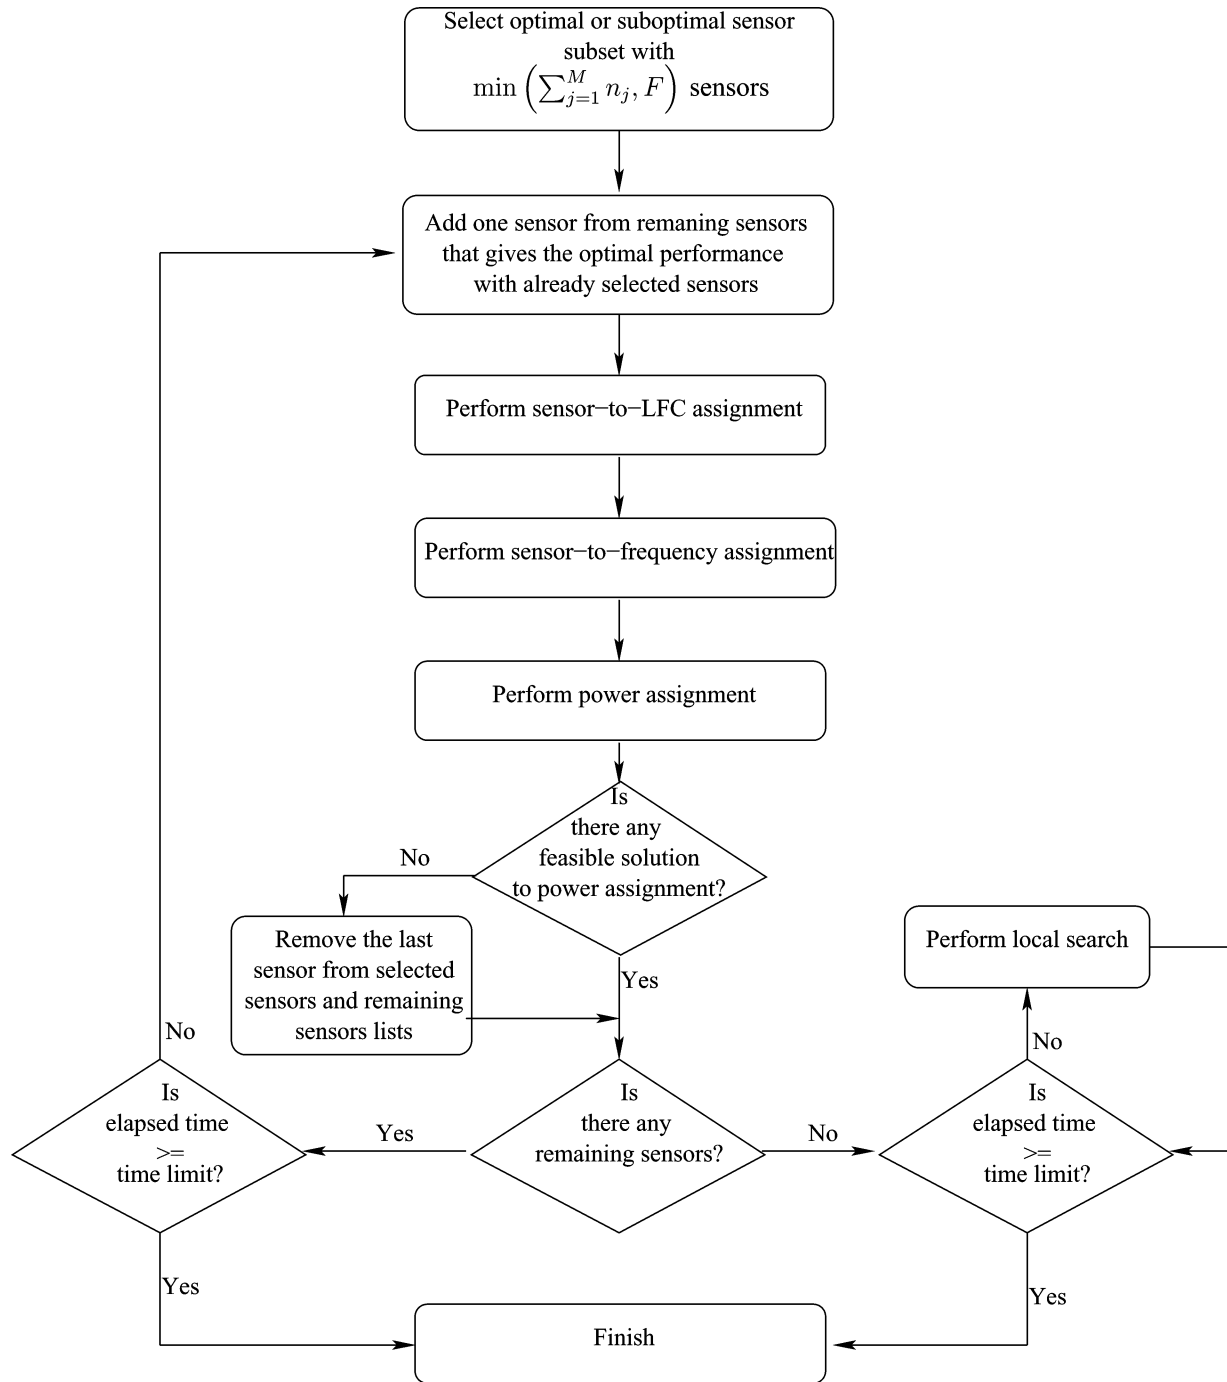 Select optimal or suboptimal sensor
subset with
min (∑_{j=1}^{M} n_j, F) sensors
Add one sensor from remaning sensors
that gives the optimal performance
with already selected sensors
Perform sensor−to−LFC assignment
Perform sensor−to−frequency assignment
Perform power assignment
Is
there any
feasible solution
to power assignment?
No
Yes
Remove the last
sensor from selected
sensors and remaining
sensors lists
Perform local search
No
No
Is
elapsed time
>=
time limit?
Yes
Is
there any
remaining sensors?
No
Is
elapsed time
>=
time limit?
Yes
Yes
Finish